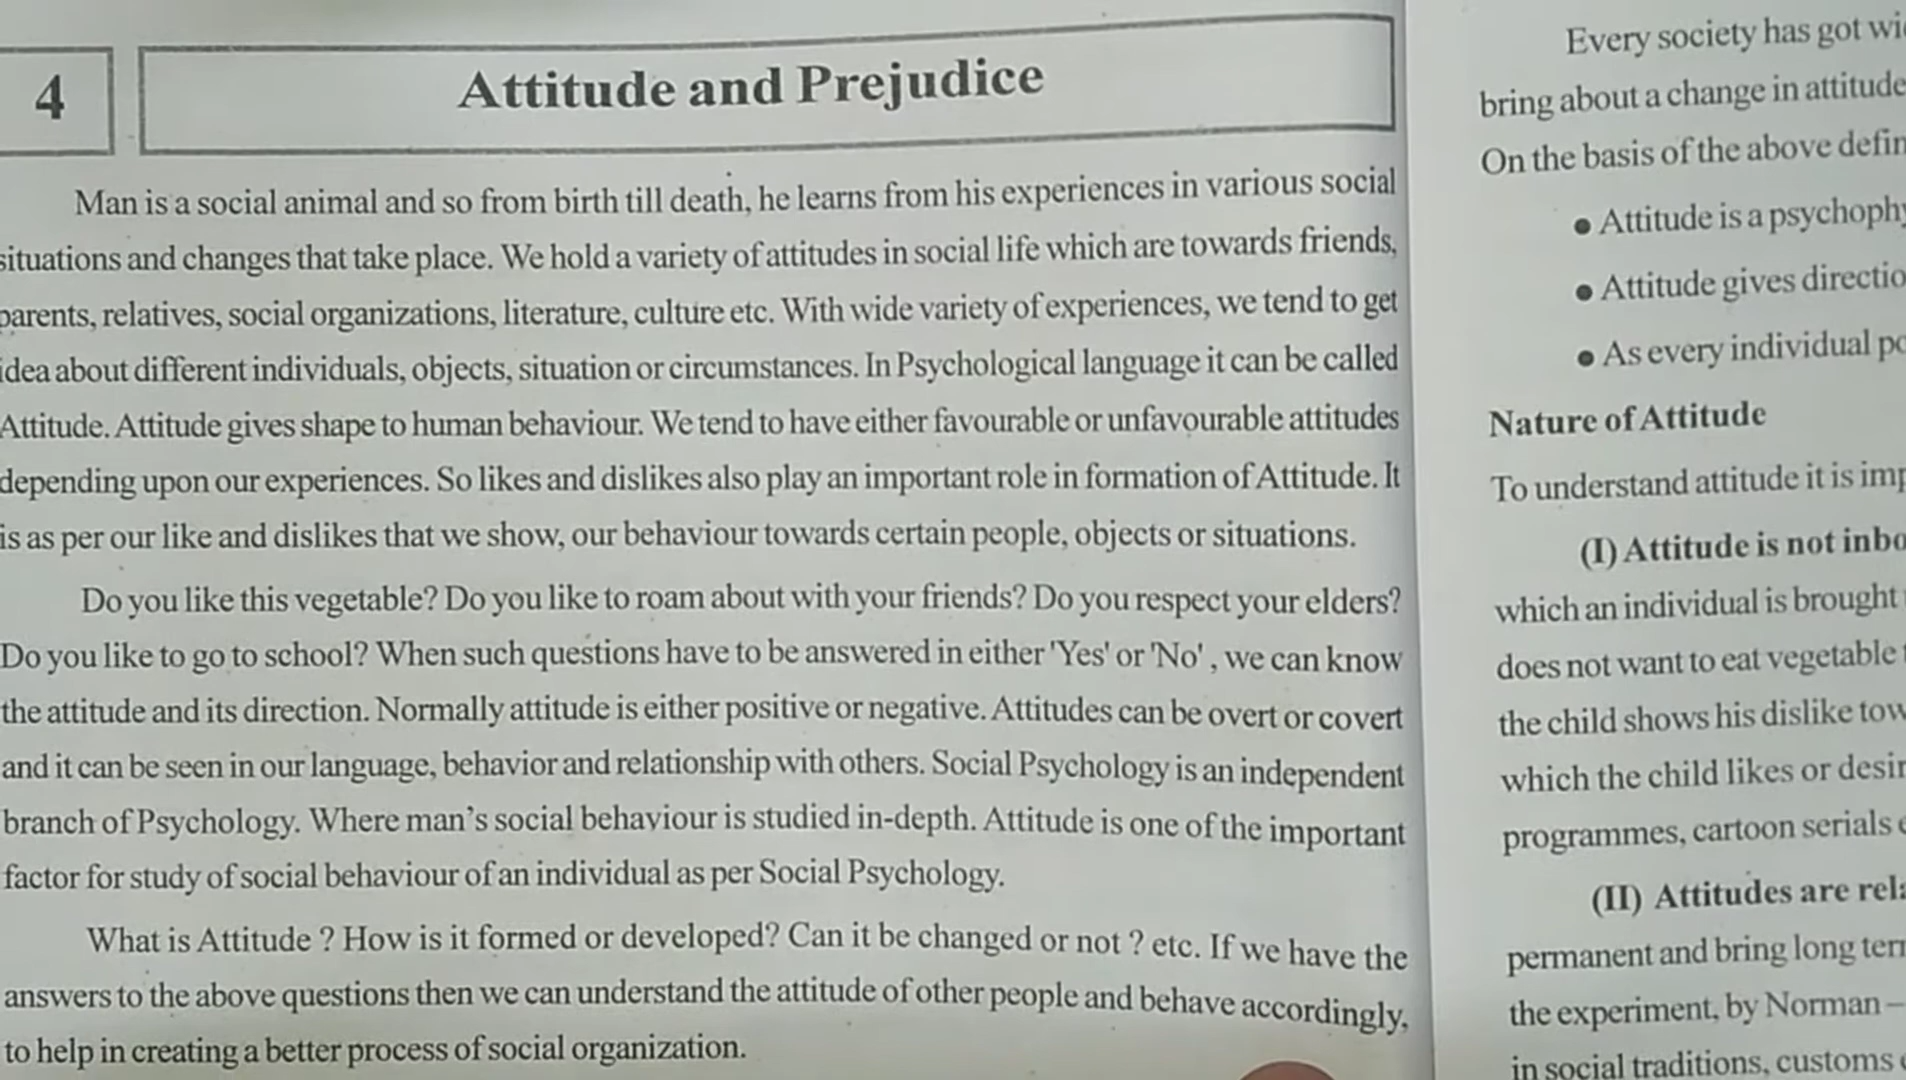 4
Attitude and Prejudice
Man is a social animal and so from birth till death, he learns from his experiences in various social
situations and changes that take place. We hold a variety of attitudes in social life which are towards friends,
parents, relatives, social organizations, literature, culture etc. With wide variety of experiences, we tend to get
idea about different individuals, objects, situation or circumstances. In Psychological language it can be called
Attitude. Attitude gives shape to human behaviour. We tend to have either favourable or unfavourable attitudes
depending upon our experiences. So likes and dislikes also play an important role in formation of Attitude. It
is as per our like and dislikes that we show, our behaviour towards certain people, objects or situations.
Do you like this vegetable? Do you like to roam about with your friends? Do you respect your elders?
Do you like to go to school? When such questions have to be answered in either 'Yes' or 'No' , we can know
the attitude and its direction. Normally attitude is either positive or negative. Attitudes can be overt or covert
and it can be seen in our language, behavior and relationship with others. Social Psychology is an independent
branch of Psychology. Where man's social behaviour is studied in-depth. Attitude is one of the important
factor for study of social behaviour of an individual as per Social Psychology.
What is Attitude ? How is it formed or developed? Can it be changed or not ? etc. If we have the
answers to the above questions then we can understand the attitude of other people and behave accordingly,
to help in creating a better process of social organization.
Every society has got
bring about a change in attitude
On the basis of the above
● Attitude is a
● Attitude gives
● As every individual
Nature of Attitude
To understand attitude it is
(I) Attitude is not
which an individual is brought
does not want to eat vegetable
the child shows his dislike
which the child likes or
programmes, cartoon serials
(II) Attitudes are
permanent and bring long
the experiment, by Norman –
in social traditions, customs